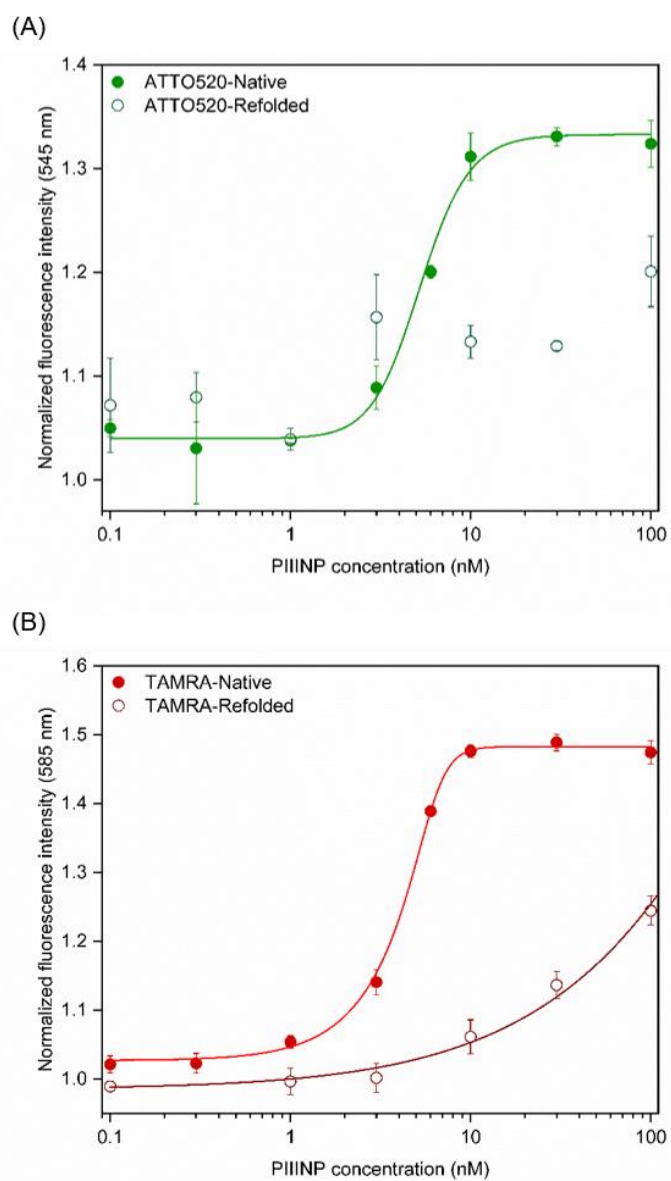 (A)
1.4
ATTO520-Native
ATTO520-Refolded
1.3
1.2
1.1
1.0
Normalized fluorescence intensity (545 nm)
0.1 1 10 100
PIIINP concentration (nM)
(B)
1.6
TAMRA-Native
TAMRA-Refolded
1.5
1.4
1.3
1.2
1.1
1.0
Normalized fluorescence intensity (585 nm)
0.1 1 10 100
PIIINP concentration (nM)